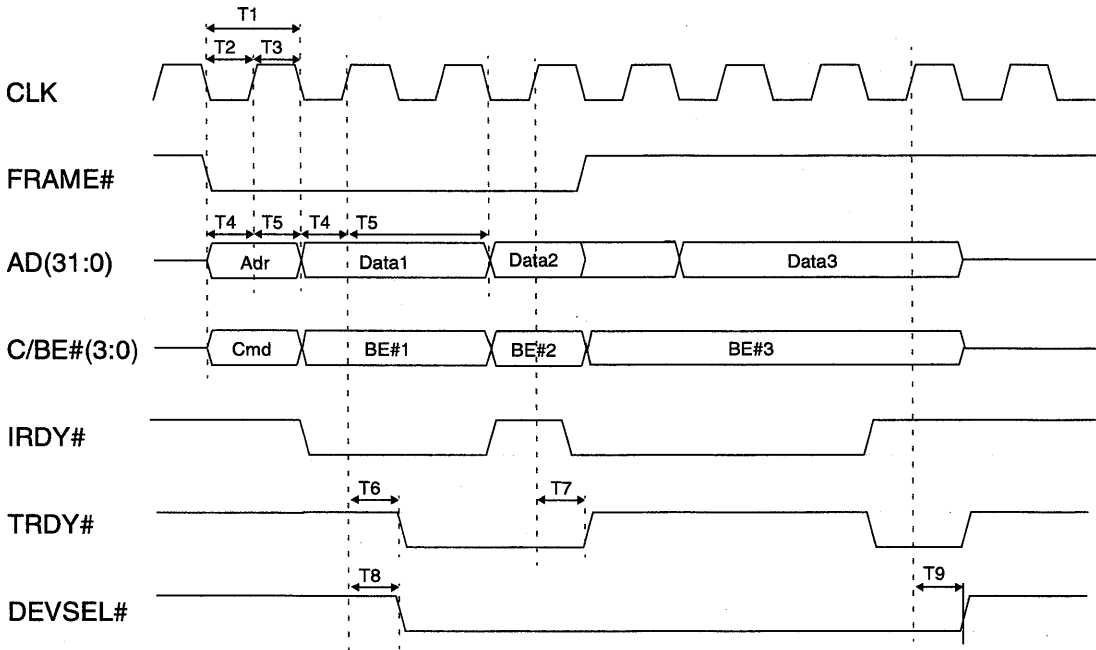 T1
T2 T3
CLK
FRAME#
T4 T5 T4 T5
AD(31:0) Adr Data1 Data2 Data3
C/BE#(3:0) Cmd BE#1 BE#2 BE#3
IRDY#
T6 T7
TRDY#
T8 T9
DEVSEL#